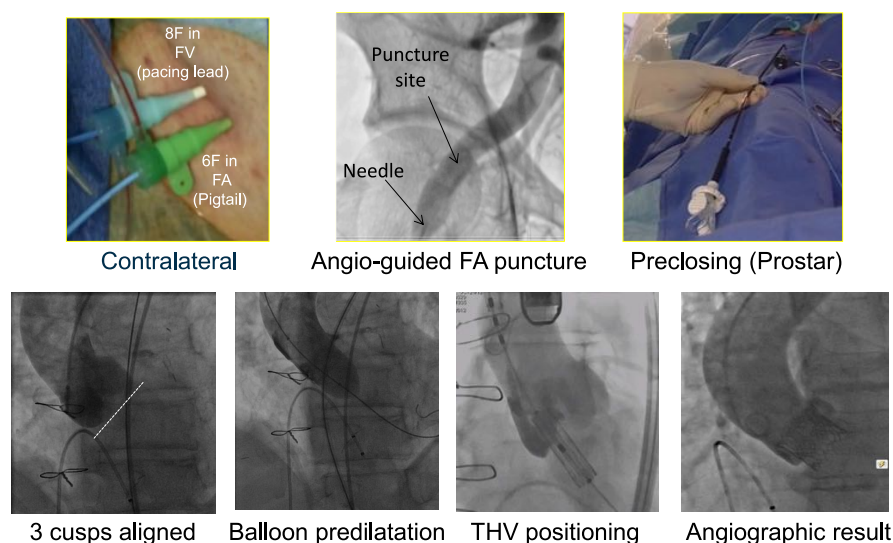 8F in
FV
(pacing lead)
6F in
FA
(Pigtail)
Contralateral
Puncture
site
Needle
Angio-guided FA puncture
Preclosing (Prostar)
3 cusps aligned
Balloon predilatation
THV positioning
Angiographic result